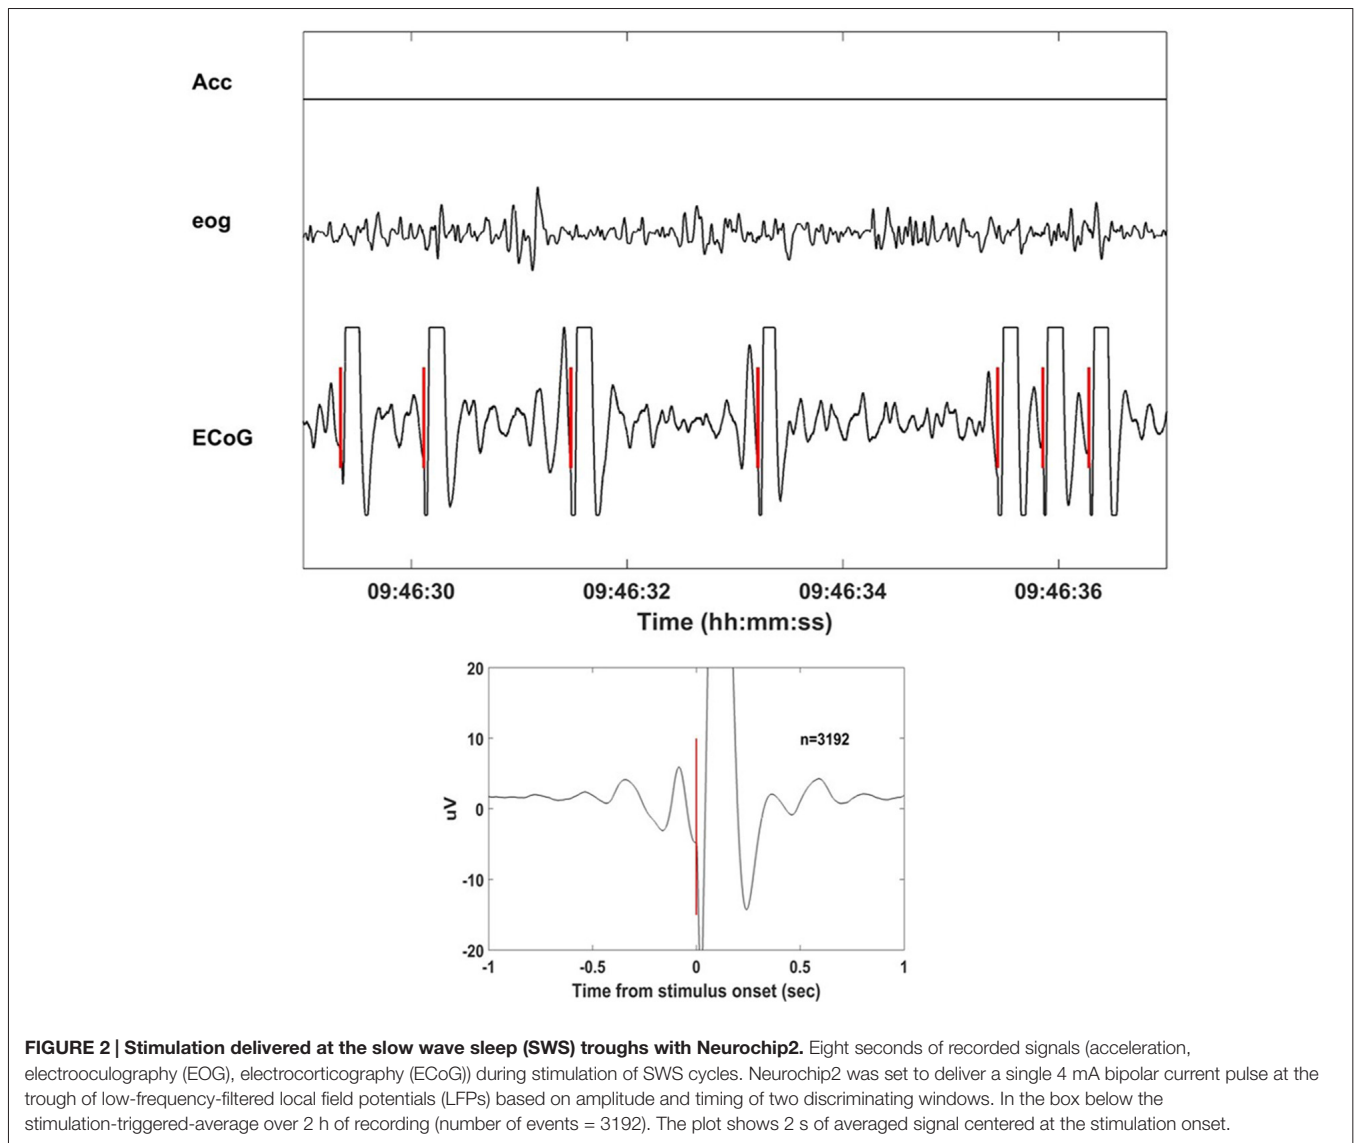 Acc
eog
ECoG
09:46:30 09:46:32 09:46:34 09:46:36
Time (hh:mm:ss)
20
10
0
-10
-20
uV
n=3192
-1 -0.5 0 0.5 1
Time from stimulus onset (sec)
FIGURE 2 | Stimulation delivered at the slow wave sleep (SWS) troughs with Neurochip2. Eight seconds of recorded signals (acceleration,
electrooculography (EOG), electrocorticography (ECoG)) during stimulation of SWS cycles. Neurochip2 was set to deliver a single 4 mA bipolar current pulse at the
trough of low-frequency-filtered local field potentials (LFPs) based on amplitude and timing of two discriminating windows. In the box below the
stimulation-triggered-average over 2 h of recording (number of events = 3192). The plot shows 2 s of averaged signal centered at the stimulation onset.